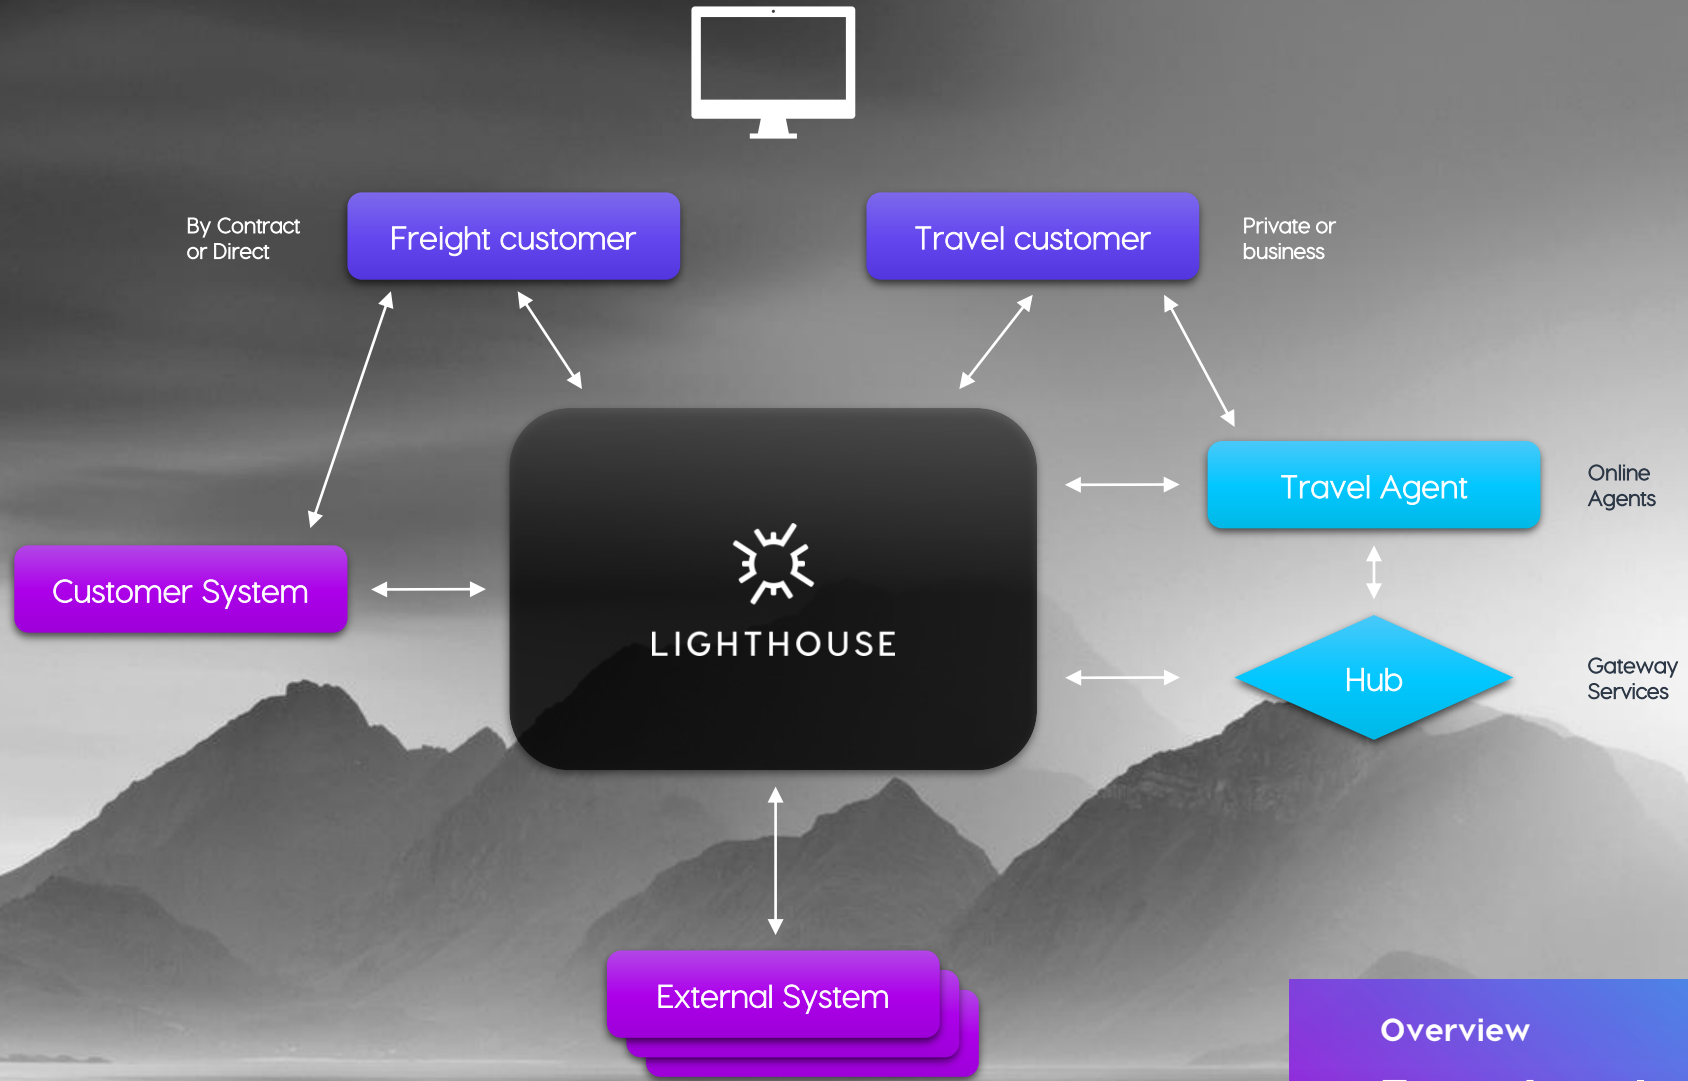 By Contract
or Direct
Freight customer
Travel customer
Private or
business
Travel Agent
Online
Agents
Customer System
LIGHTHOUSE
Hub
Gateway
Services
External System
Overview